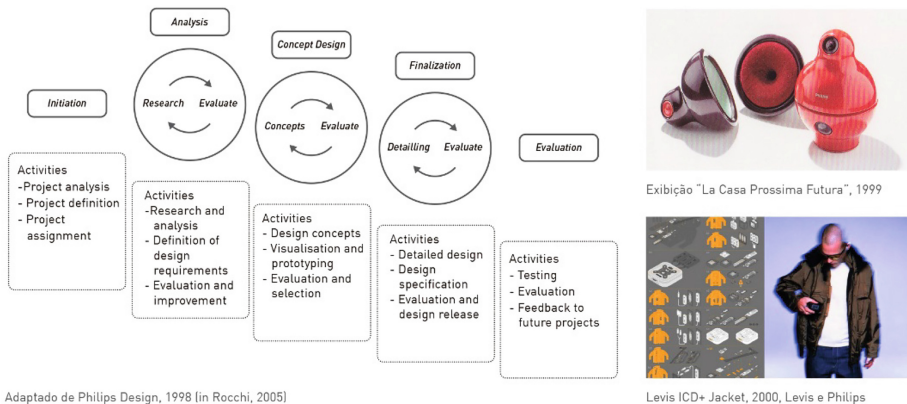 Analysis
Concept Design
Finalization
Initiation
Research Evaluate
Concepts Evaluate
Detailling Evaluate
Evaluation
Activities
-Project analysis
- Project definition
- Project
assignment
Activities
-Research and
analysis
- Definition of
design
requirements
- Evaluation and
improvement
Activities
- Design concepts
- Visualisation and
prototyping
- Evaluation and
selection
Activities
- Detailed design
- Design
specification
- Evaluation and
design release
Activities
- Testing
- Evaluation
- Feedback to
future projects
Adaptado de Philips Design, 1998 (in Rocchi, 2005)
Exibição "La Casa Prossima Futura", 1999
Levis ICD+ Jacket, 2000, Levis e Philips